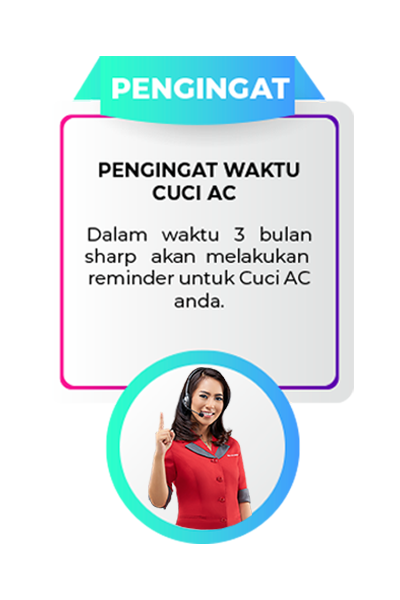 PENGINGAT
PENGINGAT WAKTU
CUCI AC
Dalam waktu 3 bulan
sharp akan melakukan
reminder untuk Cuci AC
anda.